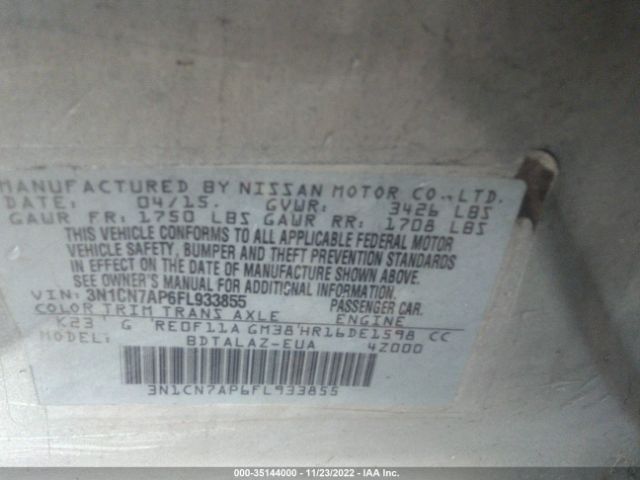 MANUFACTURED BY NISSAN MOTOR CO., LTD.
DATE: 04/15. GVWR: 3426 LBS
GAWR FR: 1750 LBS GAWR RR: 1708 LBS
THIS VEHICLE CONFORMS TO ALL APPLICABLE FEDERAL MOTOR
VEHICLE SAFETY, BUMPER AND THEFT PREVENTION STANDARDS
IN EFFECT ON THE DATE OF MANUFACTURE SHOWN ABOVE.
SEE OWNER'S MANUAL FOR ADDITIONAL INFORMATION.
VIN: 3N1CN7AP6FL933855 PASSENGER CAR.
COLOR TRIM TRANS AXLE ENGINE
K23 G RE0F11A GM38 HR16DE1598 CC
MODEL: BDTALAZ-EUA 4Z000
3N1CN7AP6FL933855
000-35144000 - 11/23/2022 - IAA Inc.